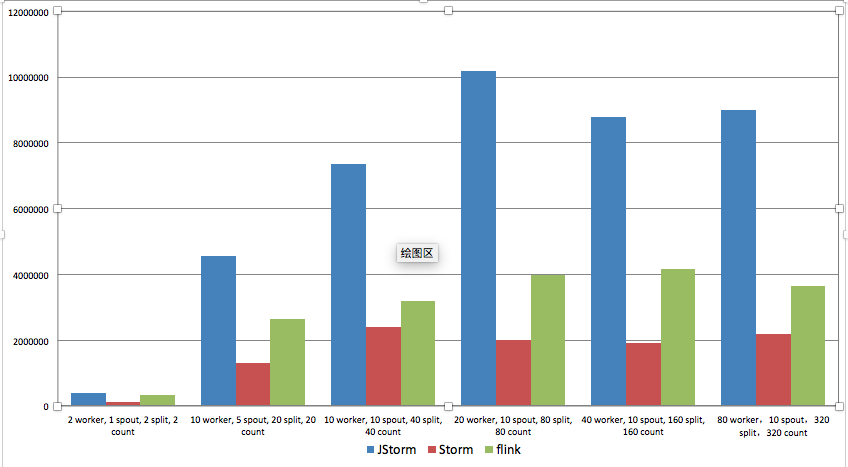 12000000
10000000
8000000
6000000
4000000
2000000
0
绘图区
2 worker, 1 spout, 2 split, 2
count
10 worker, 5 spout, 20 split, 20
count
10 worker, 10 spout, 40 split,
40 count
20 worker, 10 spout, 80 split,
80 count
40 worker, 10 spout, 160 split,
160 count
80 worker，10 spout，320
split，320 count
JStorm
Storm
flink